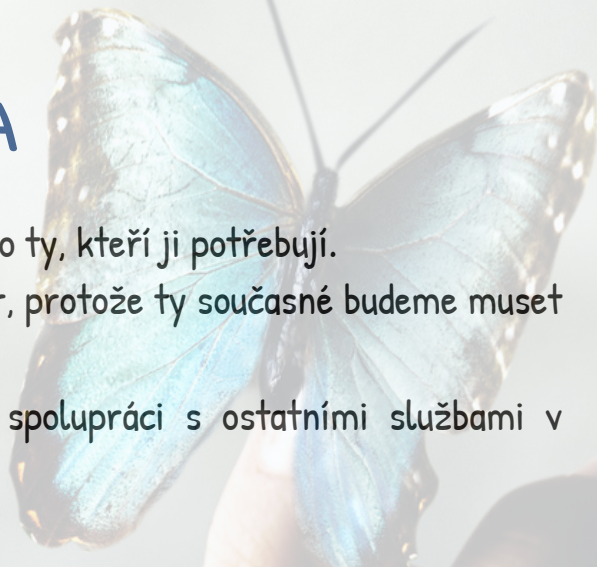 A
o ty, kteří ji potřebují.
r, protože ty současné budeme muset
spolupráci s ostatními službami v